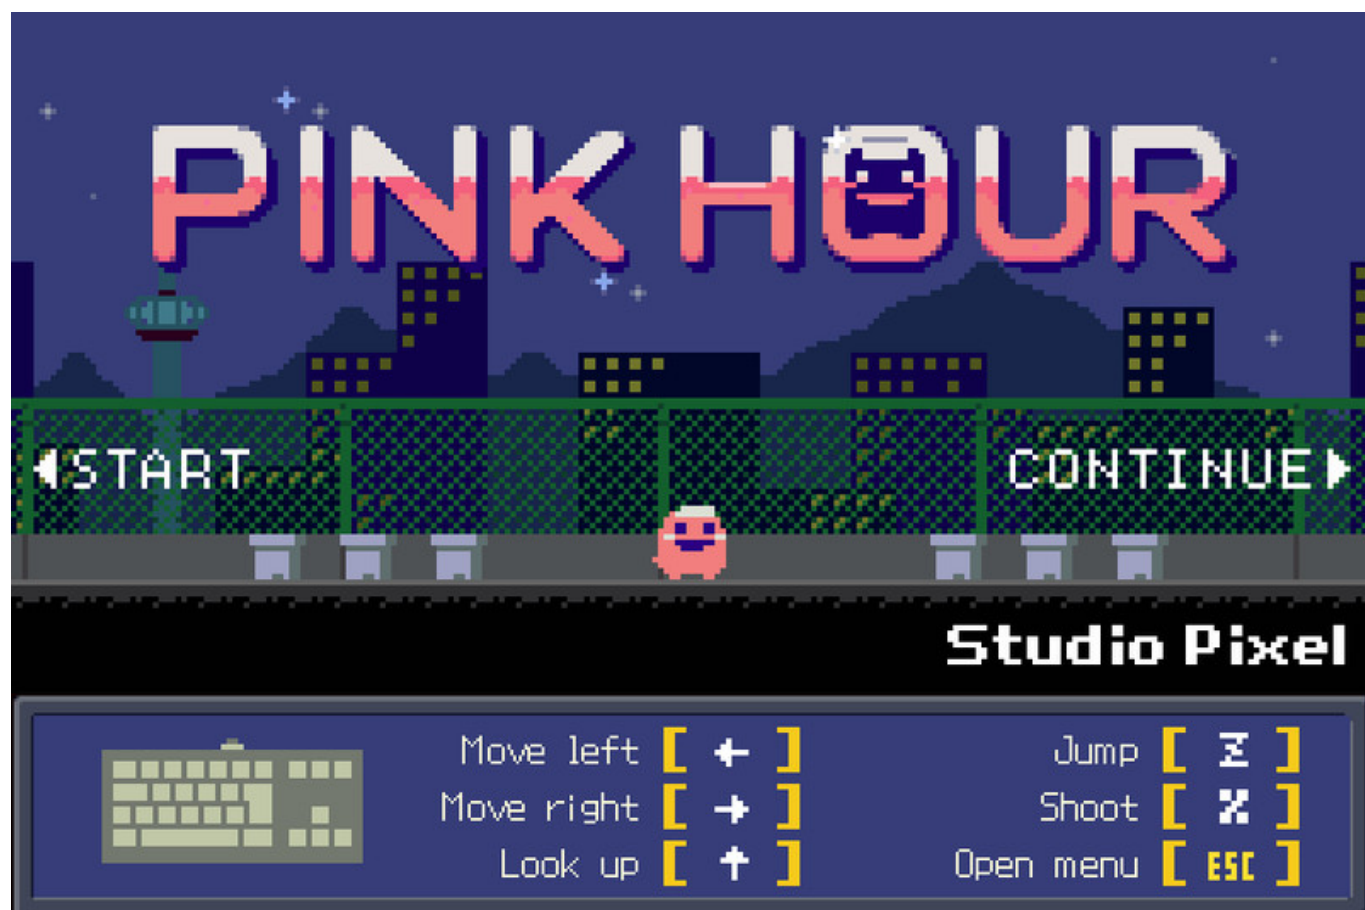 PINK HOUR
◀START
CONTINUE▶
Studio Pixel
Move left [ ← ]
Move right [ → ]
Look up [ ↑ ]
Jump [ Z ]
Shoot [ X ]
Open menu [ ESC ]